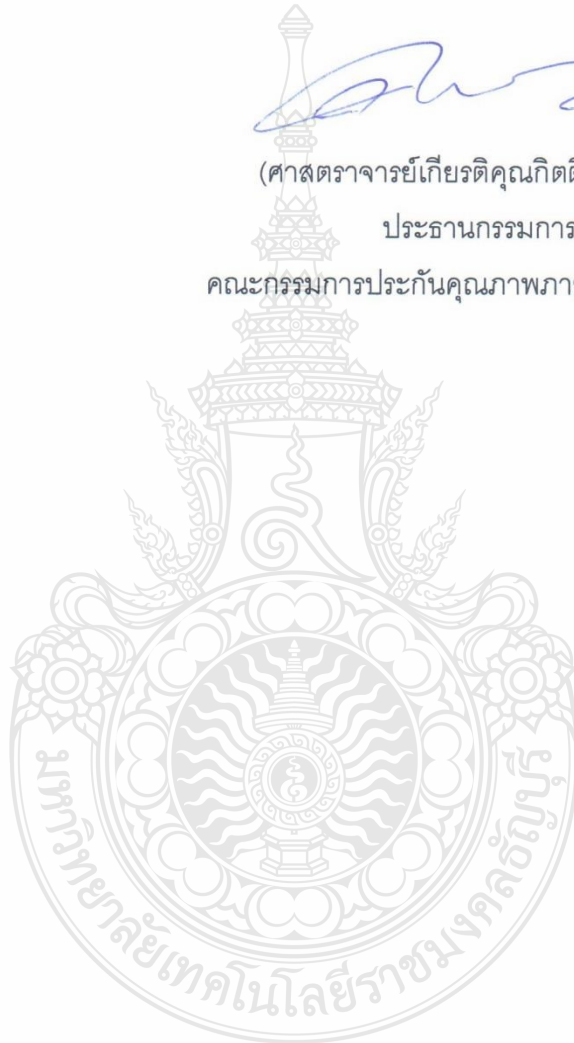 (ศาสตราจารย์เกียรติคุณกิตติ
ประธานกรรมการ
คณะกรรมการประกันคุณภาพภาย
มหาวิทยาลัยเทคโนโลยีราชมงคลธัญบุรี